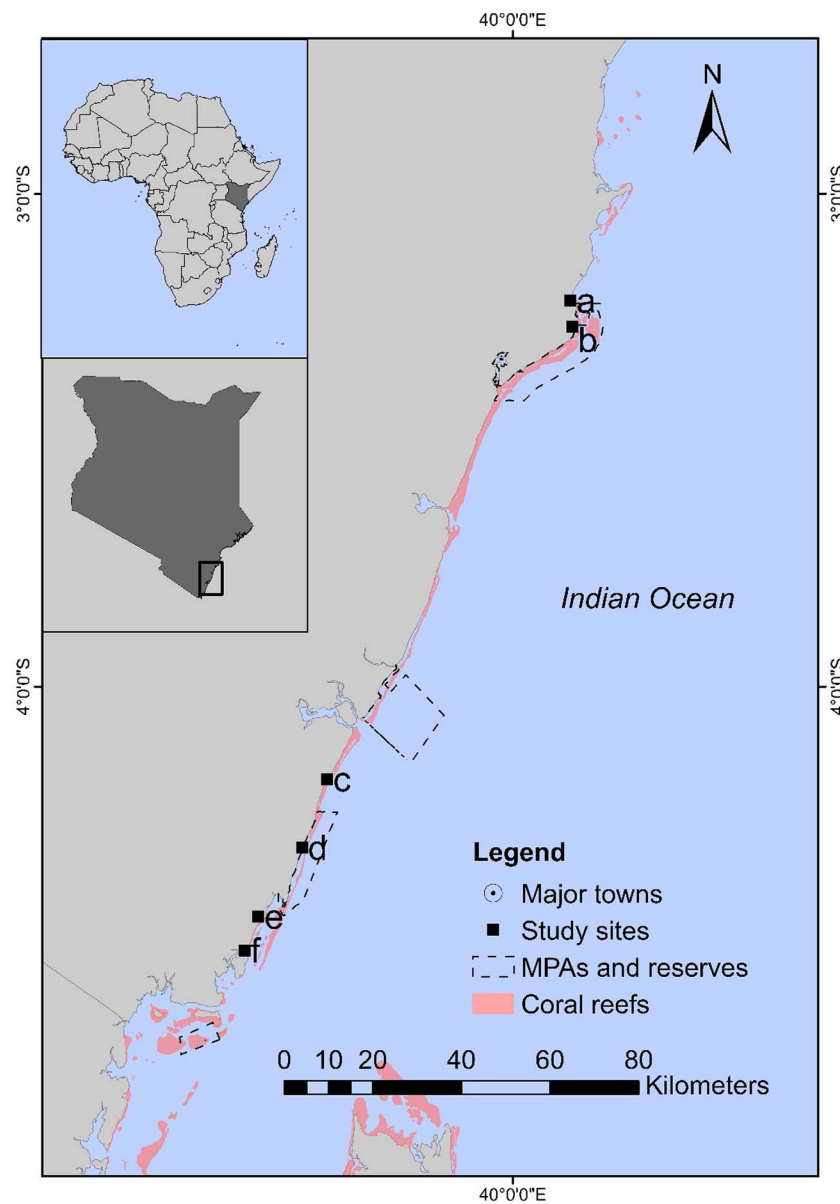 40°0'0"E
N
3°0'0"S
3°0'0"S
a
b
Indian Ocean
4°0'0"S
4°0'0"S
c
d
e
f
Legend
Major towns
Study sites
MPAs and reserves
Coral reefs
0 10 20 40 60 80
Kilometers
40°0'0"E